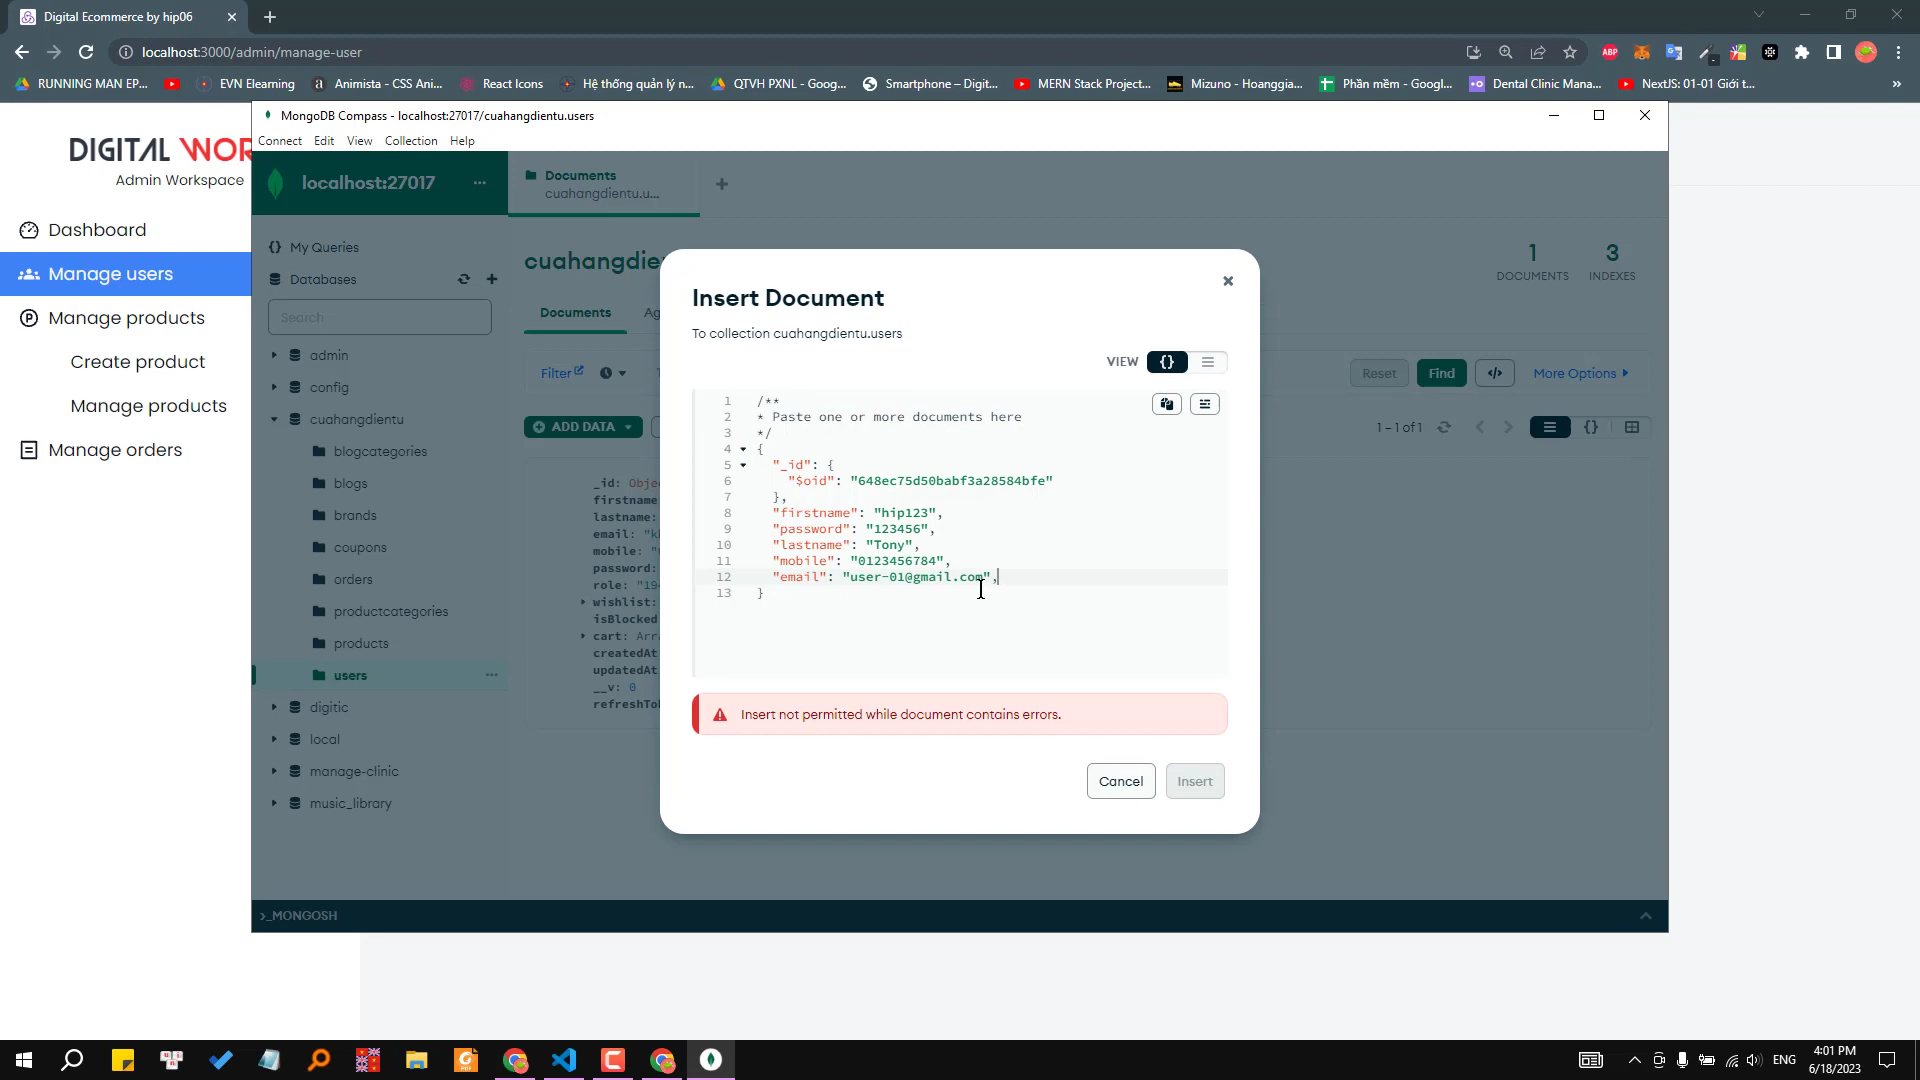 Digital Ecommerce by hip06
localhost:3000/admin/manage-user
RUNNING MAN EP...
EVN Elearning
Animista - CSS Ani...
React Icons
Hệ thống quản lý n...
QTVH PXNL - Goog...
Smartphone – Digit...
MERN Stack Project...
Mizuno - Hoanggia...
Phần mềm - Googl...
Dental Clinic Mana...
NextJS: 01-01 Giới t...
»
DIGITAL WOR
Admin Workspace
Dashboard
Manage users
Manage products
Create product
Manage products
Manage orders
MongoDB Compass - localhost:27017/cuahangdientu.users
Connect Edit View Collection Help
localhost:27017 ...
Documents
cuahangdientu.u...
{} My Queries
Databases
Search
admin
config
cuahangdientu
blogcategories
blogs
brands
coupons
orders
productcategories
products
users ...
digitic
local
manage-clinic
music_library
cuahangdie
1
DOCUMENTS
3
INDEXES
Documents
Ag
Filter
Reset
Find
</>
More Options
ADD DATA
1 – 1 of 1
{}
_id: Obje
firstname
lastname:
email: "k
mobile: "
password:
role: "19
wishlist:
isBlocked
cart: Arr
createdAt
updatedAt
__v: 0
refreshTo
Insert Document
To collection cuahangdientu.users
VIEW {}
1 /**
2 * Paste one or more documents here
3 */
4 {
5 "_id": {
6 "$oid": "648ec75d50babf3a28584bfe"
7 },
8 "firstname": "hip123",
9 "password": "123456",
10 "lastname": "Tony",
11 "mobile": "0123456784",
12 "email": "user-01@gmail.com",
13 }
Insert not permitted while document contains errors.
Cancel
Insert
>_MONGOSH
ENG
4:01 PM
6/18/2023